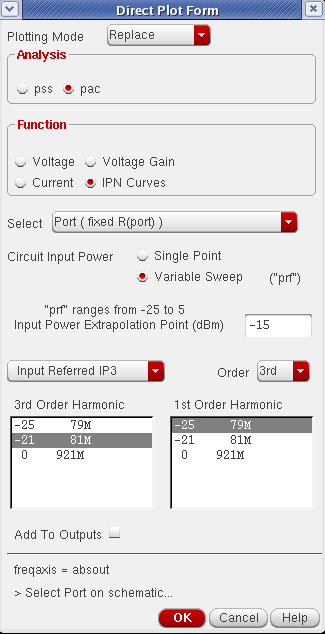 Direct Plot Form
Plotting Mode Replace
Analysis
pss pac
Function
Voltage Voltage Gain
Current IPN Curves
Select Port ( fixed R(port) )
Circuit Input Power Single Point
Variable Sweep ("prf")
"prf" ranges from -25 to 5
Input Power Extrapolation Point (dBm) -15
Input Referred IP3 Order 3rd
3rd Order Harmonic 1st Order Harmonic
-25 79M -25 79M
-21 81M -21 81M
0 921M 0 921M
Add To Outputs
freqaxis = absout
> Select Port on schematic...
OK Cancel Help